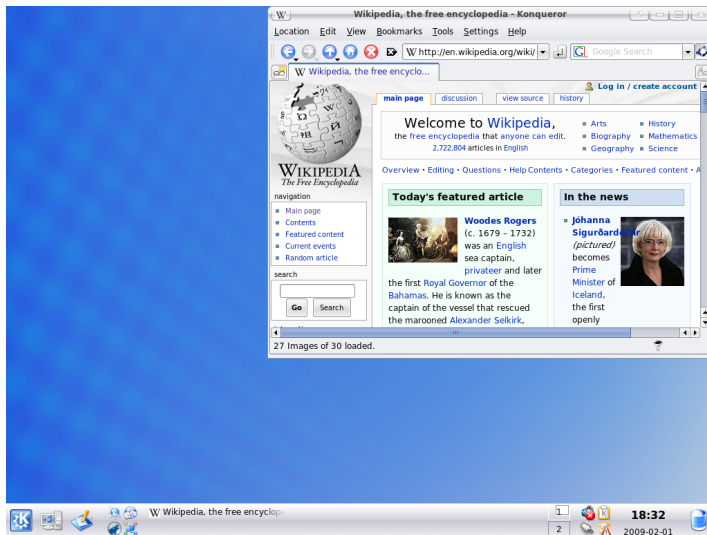 Wikipedia, the free encyclopedia - Konqueror
Location Edit View Bookmarks Tools Settings Help
W http://en.wikipedia.org/wiki/ G Google Search
W Wikipedia, the free encyclo...
Log in / create account
main page discussion view source history
WIKIPEDIA
The Free Encyclopedia
navigation
Main page
Contents
Featured content
Current events
Random article
search
Go Search
Welcome to Wikipedia,
the free encyclopedia that anyone can edit.
2,722,804 articles in English
Arts
Biography
Geography
History
Mathematics
Science
Overview · Editing · Questions · Help Contents · Categories · Featured content · A
Today's featured article
Woodes Rogers
(c. 1679 – 1732)
was an English
sea captain,
privateer and later
the first Royal Governor of the
Bahamas. He is known as the
captain of the vessel that rescued
the marooned Alexander Selkirk,
In the news
Jóhanna
(pictured)
becomes
Prime
Minister of
Iceland,
the first
openly
27 Images of 30 loaded.
W Wikipedia, the free encyclop
1
2
18:32
2009-02-01